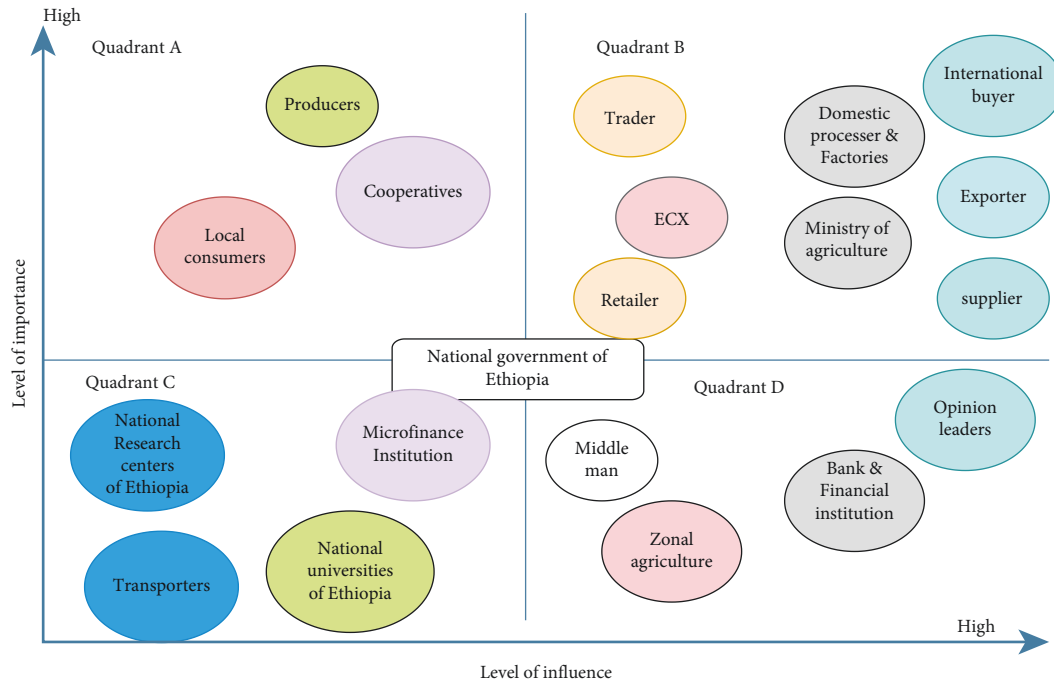 High
Quadrant A
Quadrant B
Producers
Cooperatives
Local
consumers
Trader
ECX
Retailer
Domestic
processer &
Factories
Ministry of
agriculture
International
buyer
Exporter
supplier
National government of
Ethiopia
Quadrant C
Quadrant D
National
Research
centers
of Ethiopia
Microfinance
Institution
Transporters
National
universities
of Ethiopia
Middle
man
Zonal
agriculture
Bank &
Financial
institution
Opinion
leaders
High
Level of importance
Level of influence